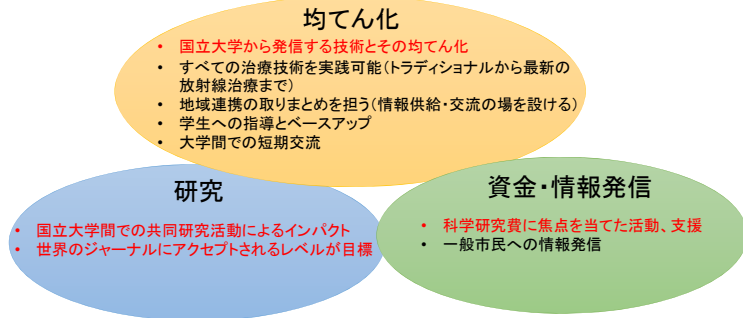 均てん化
• 国立大学から発信する技術とその均てん化
• すべての治療技術を実践可能(トラディショナルから最新の
放射線治療まで)
• 地域連携の取りまとめを担う(情報供給・交流の場を設ける)
• 学生への指導とベースアップ
• 大学間での短期交流
研究
• 国立大学間での共同研究活動によるインパクト
• 世界のジャーナルにアクセプトされるレベルが目標
資金・情報発信
• 科学研究費に焦点を当てた活動、支援
• 一般市民への情報発信